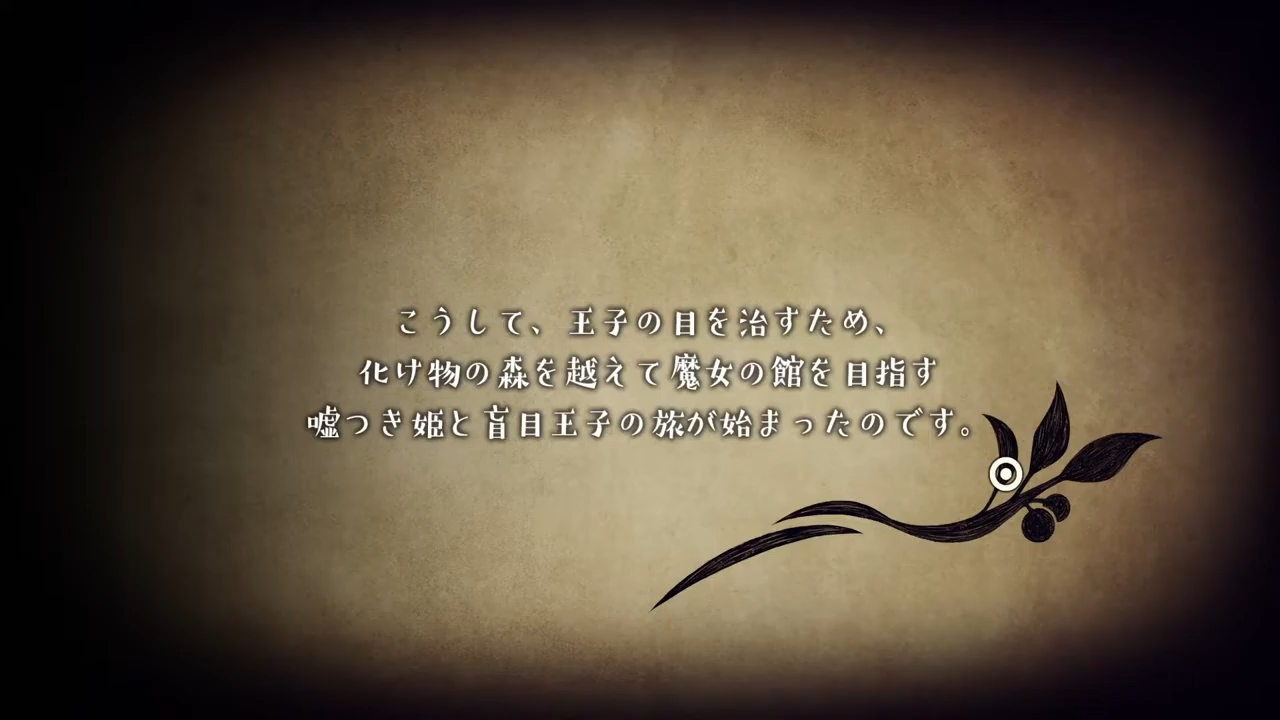 こうして、王子の目を治すため、
化け物の森を越えて魔女の館を目指す
嘘つき姫と盲目王子の旅が始まったのです。